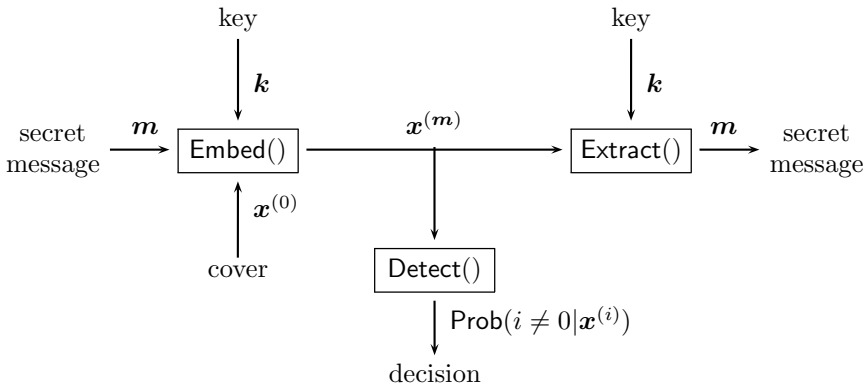 key
key
k
k
secret
message
m
Embed()
x^(m)
Extract()
m
secret
message
x^(0)
cover
Detect()
Prob(i ≠ 0|x^(i))
decision